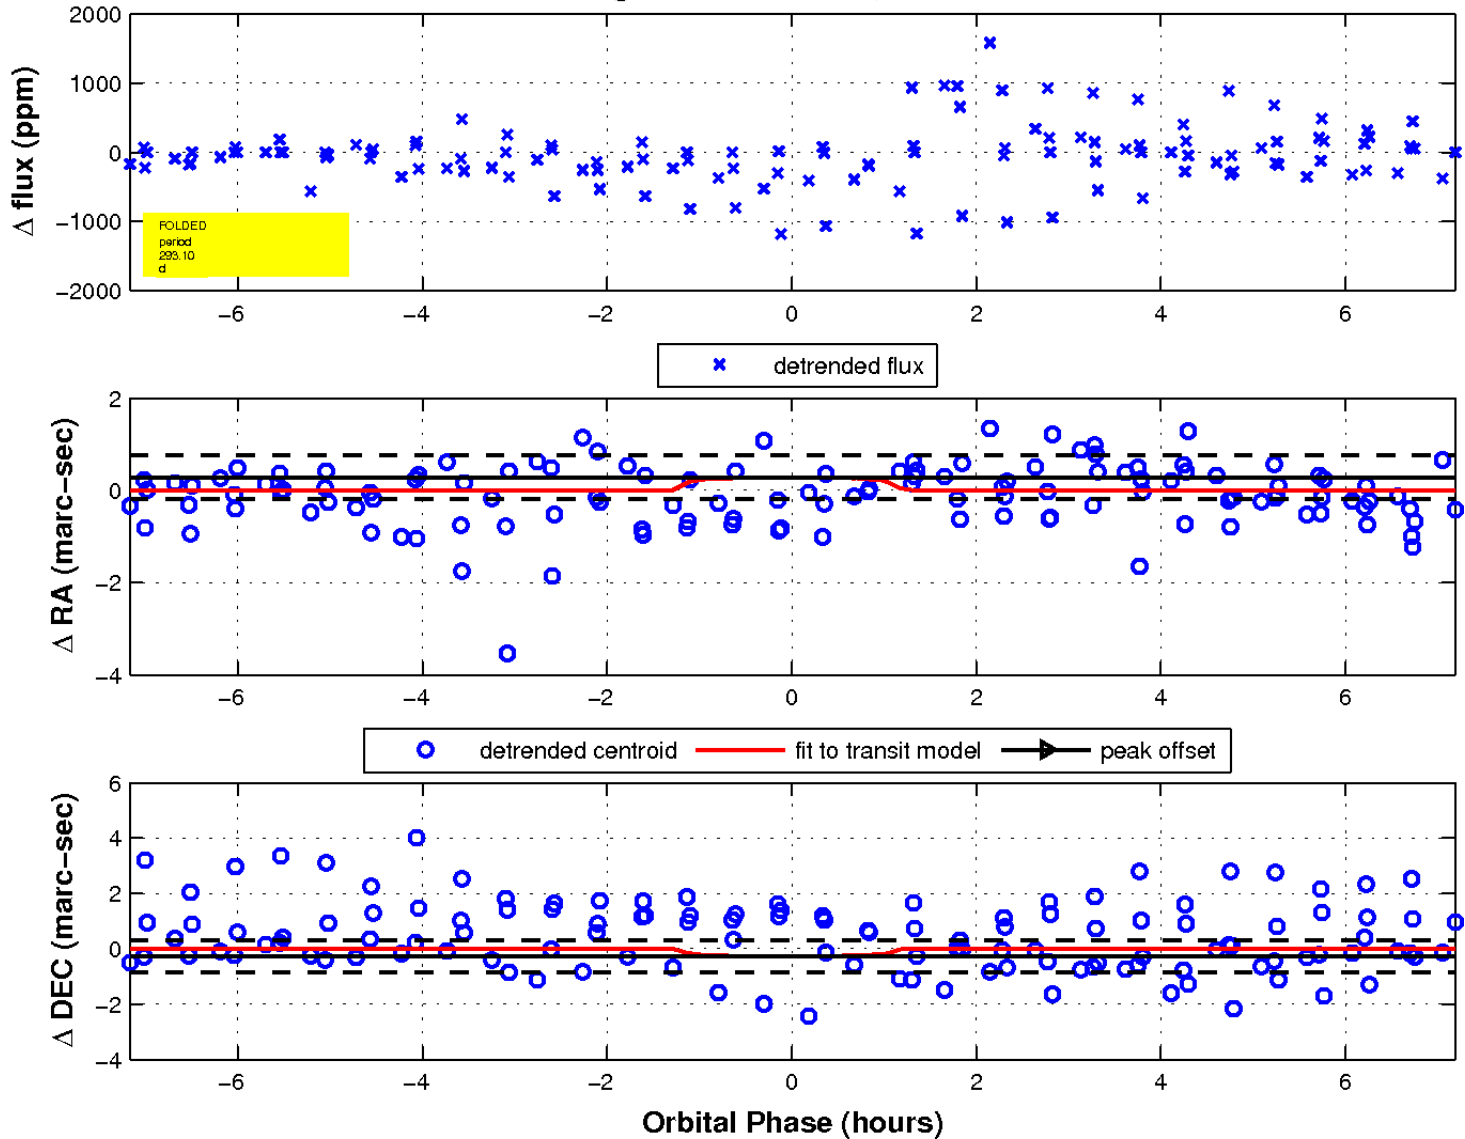 2000
1000
0
−1000
−2000
Δ flux (ppm)
FOLDED
period
293.10
d
−6 −4 −2 0 2 4 6
detrended flux
2
0
−2
−4
Δ RA (marc−sec)
−6 −4 −2 0 2 4 6
detrended centroid fit to transit model peak offset
6
4
2
0
−2
−4
Δ DEC (marc−sec)
−6 −4 −2 0 2 4 6
Orbital Phase (hours)